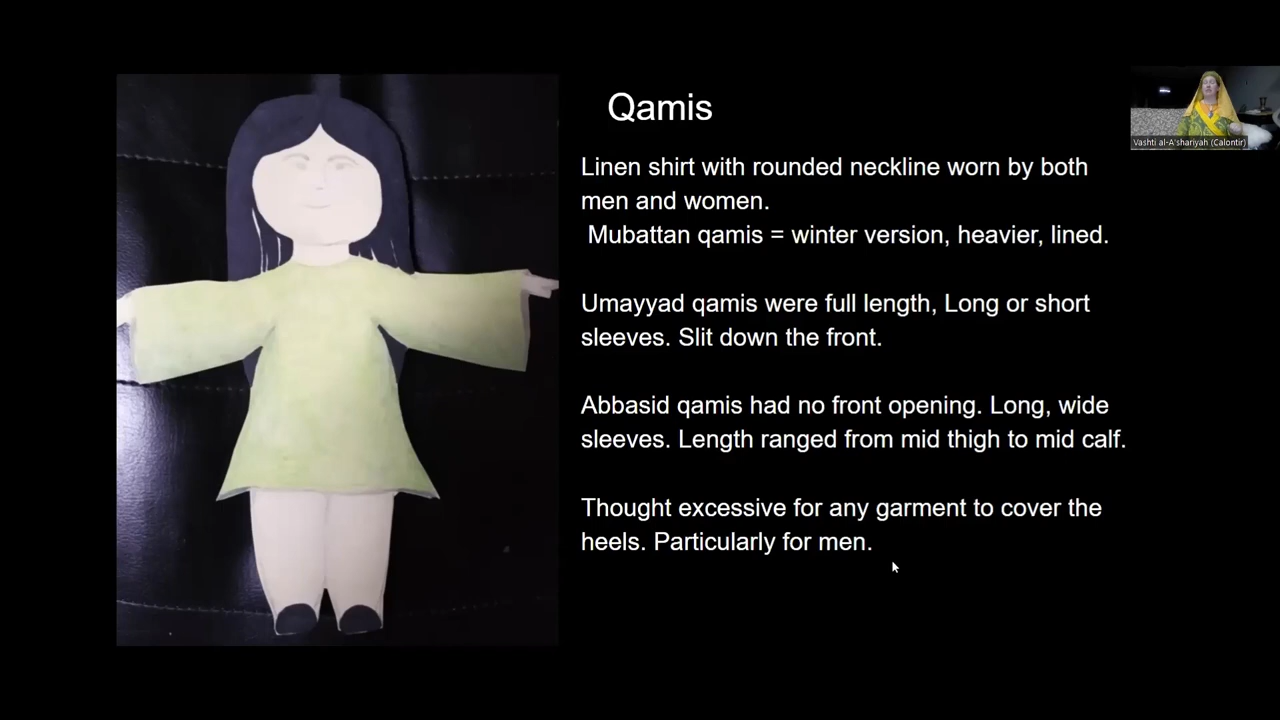 Qamis
Linen shirt with rounded neckline worn by both
men and women.
Mubattan qamis = winter version, heavier, lined.
Umayyad qamis were full length, Long or short
sleeves. Slit down the front.
Abbasid qamis had no front opening. Long, wide
sleeves. Length ranged from mid thigh to mid calf.
Thought excessive for any garment to cover the
heels. Particularly for men.
Vashti al-A'shariyah (Calontir)